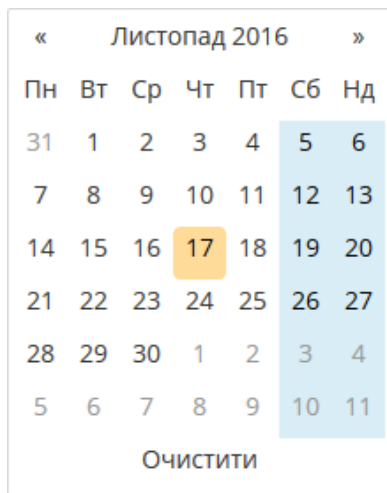 « Листопад 2016 »
Пн Вт Ср Чт Пт Сб Нд
31 1 2 3 4 5 6
7 8 9 10 11 12 13
14 15 16 17 18 19 20
21 22 23 24 25 26 27
28 29 30 1 2 3 4
5 6 7 8 9 10 11
Очистити